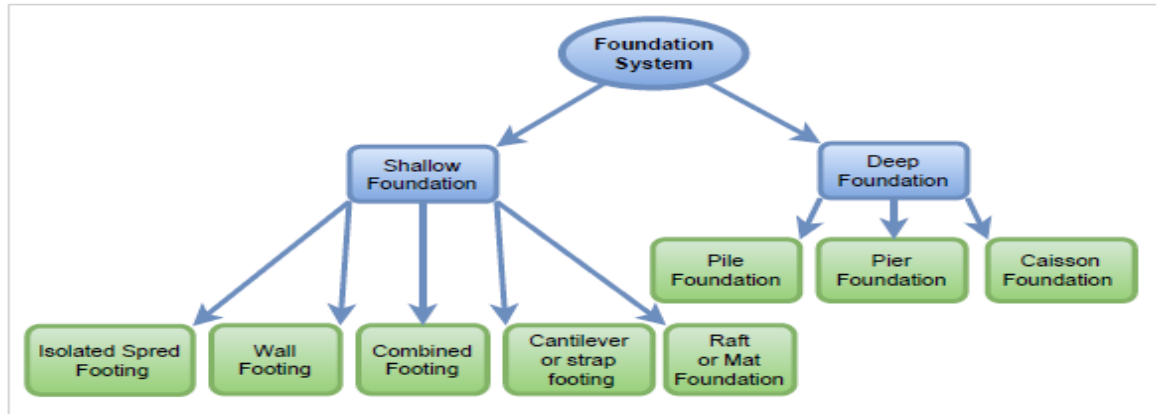 Foundation
System
Shallow
Foundation
Deep
Foundation
Pile
Foundation
Pier
Foundation
Caisson
Foundation
Isolated Spred
Footing
Wall
Footing
Combined
Footing
Cantilever
or strap
footing
Raft
or Mat
Foundation